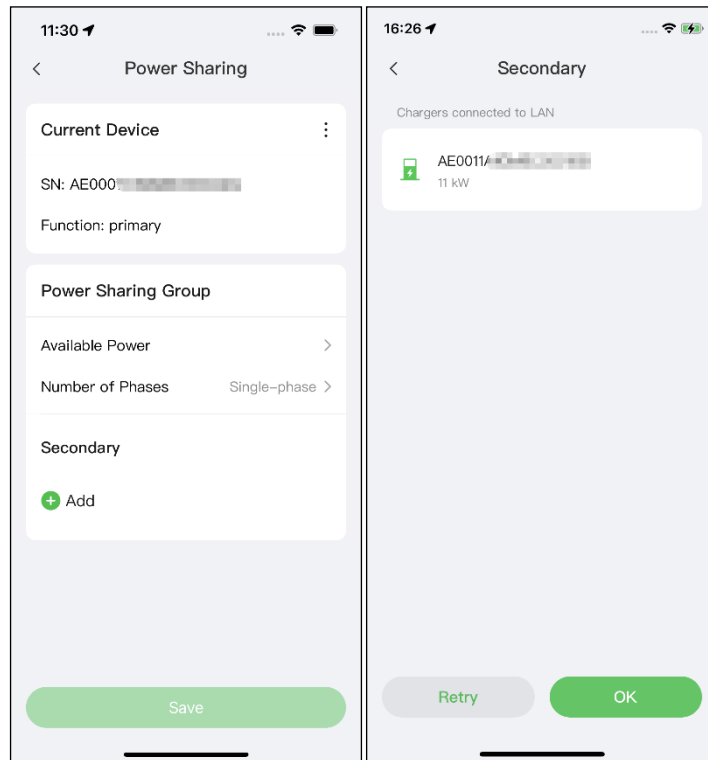 11:30
Power Sharing
Current Device
SN: AE000
Function: primary
Power Sharing Group
Available Power
Number of Phases Single-phase
Secondary
Add
Save
16:26
Secondary
Chargers connected to LAN
AE0011
11 kW
Retry
OK